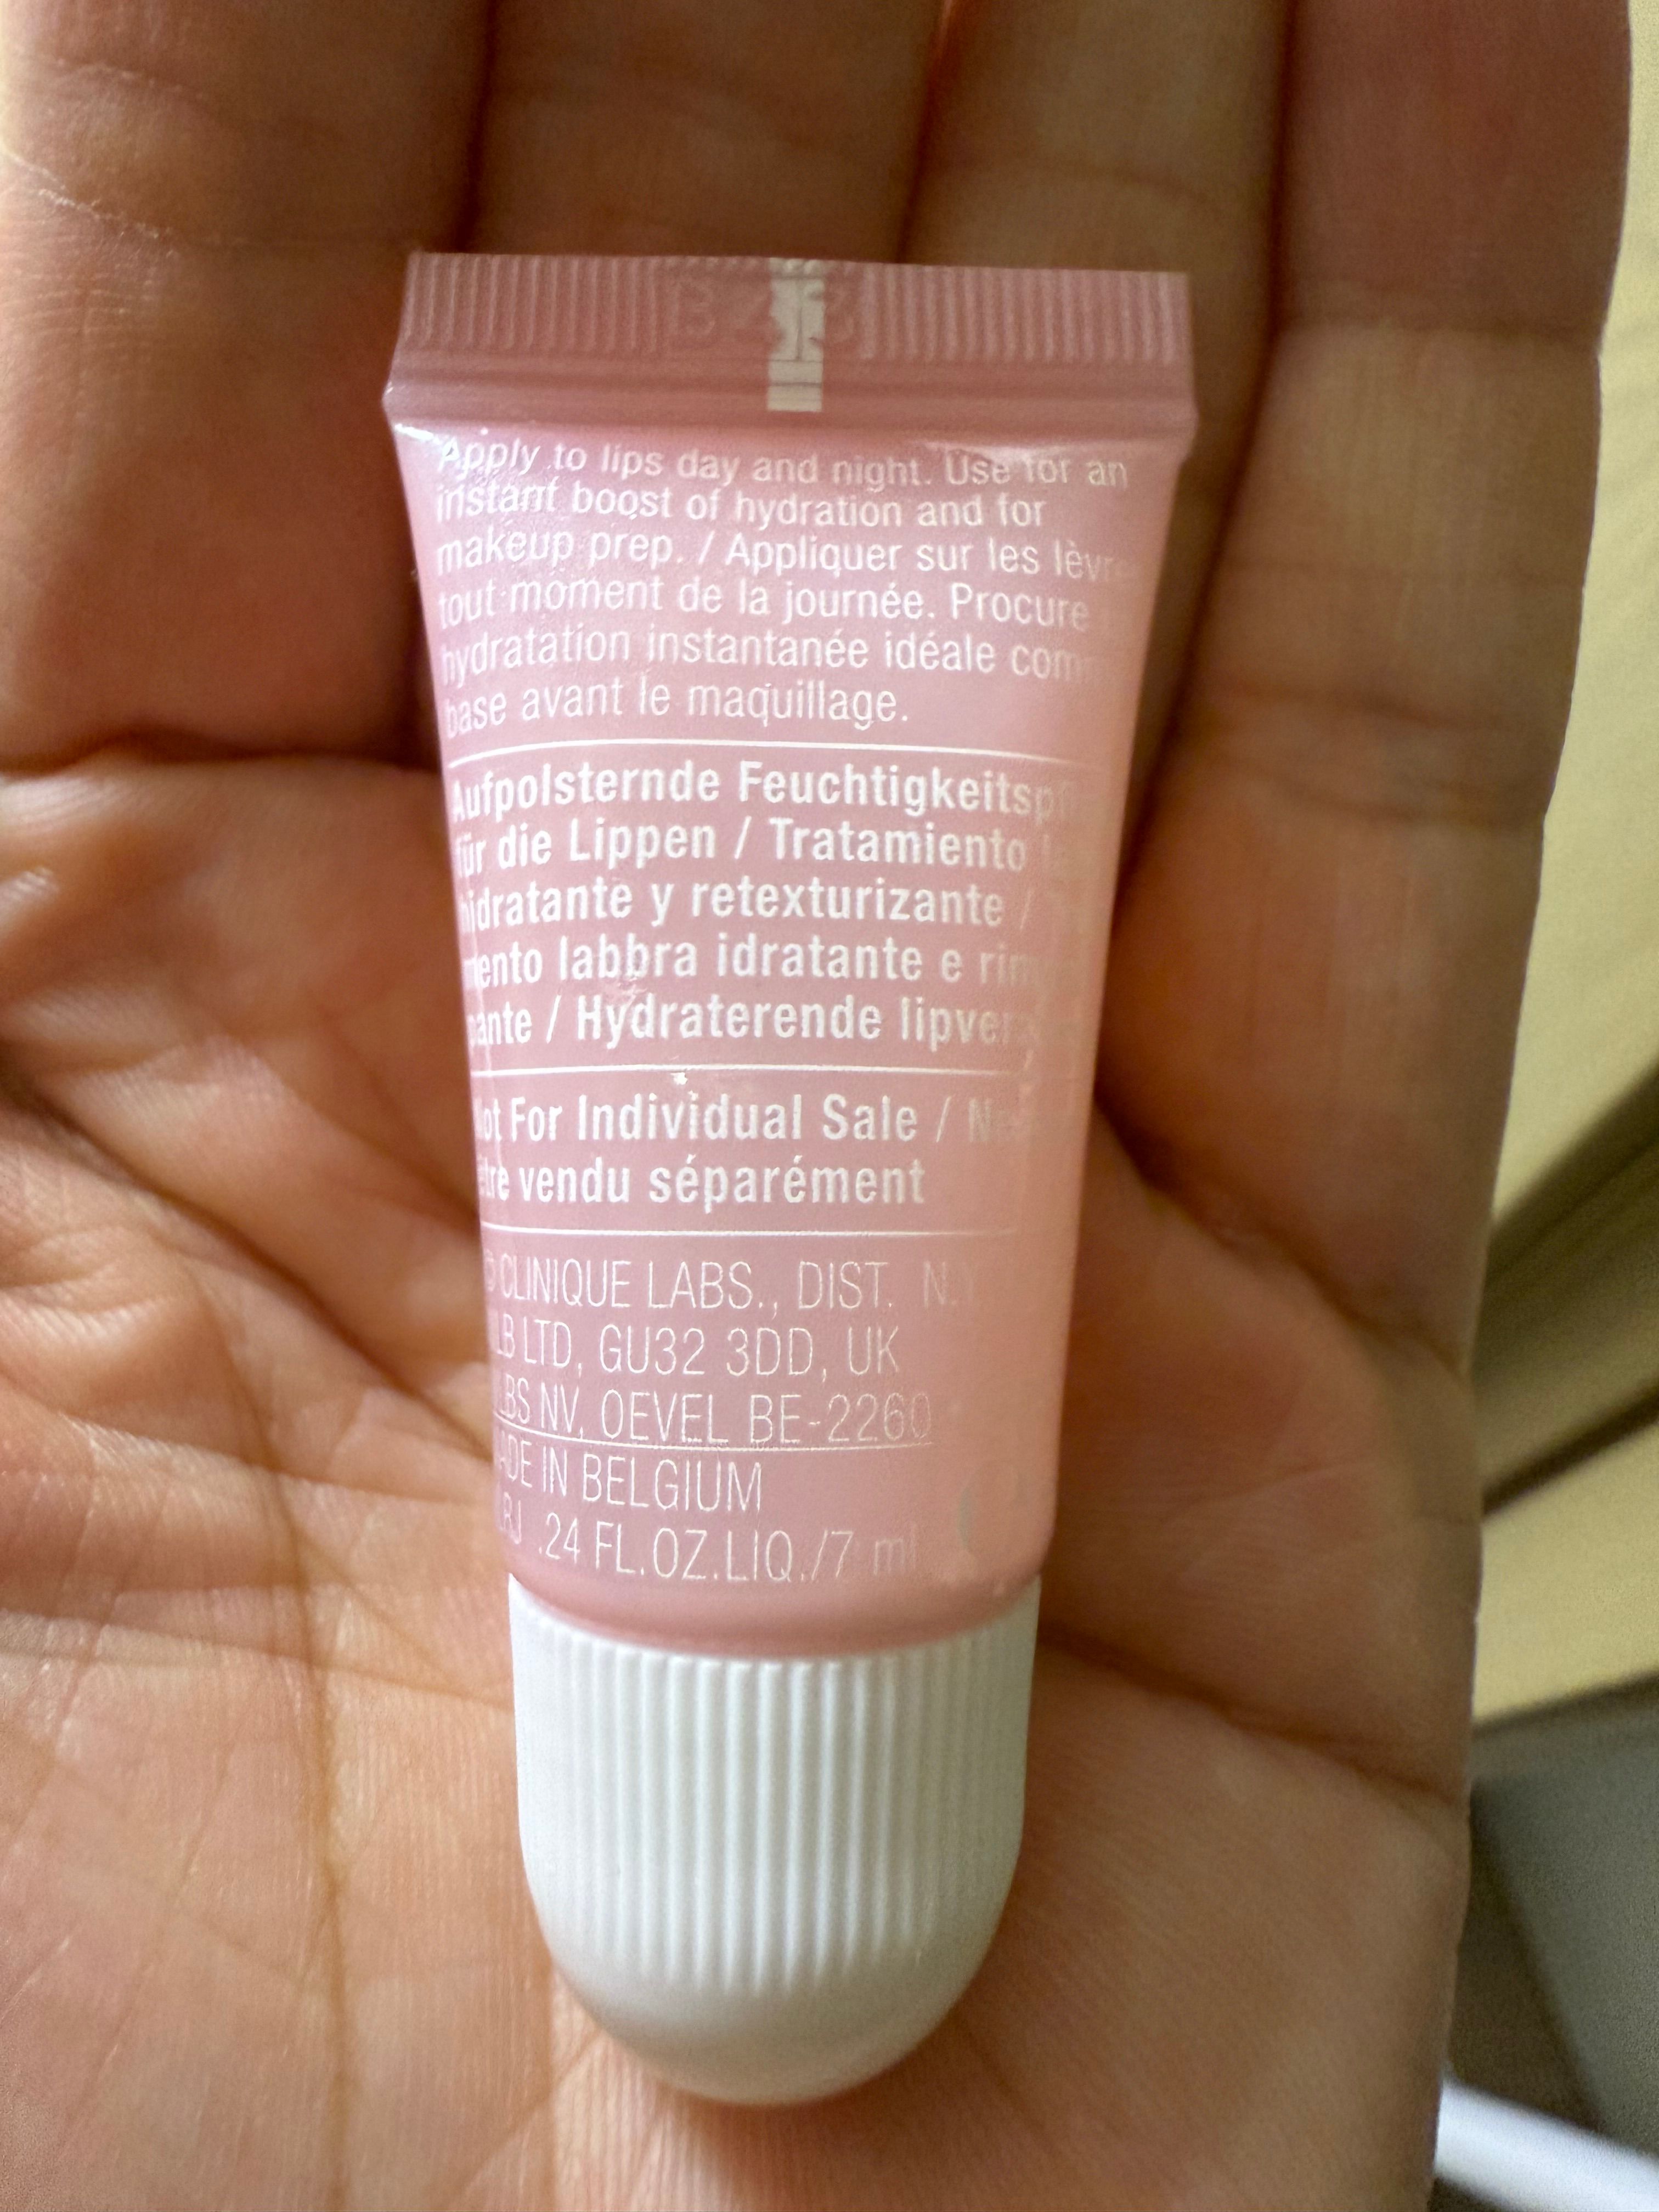 Apply to lips day and night. Use for an
instant boost of hydration and for
makeup prep. / Appliquer sur les
tout moment de la journée. Procure
hydratation instantanée idéale
base avant le maquillage.
Aufpolsternde
für die Lippen / Tratamiento
hidratante y retexturizante /
labbra idratante e
/ Hydraterende
Not For Individual Sale /
être vendu séparément
CLINIQUE LABS., DIST. N.Y
LTD, GU32 3DD, UK
NV, OEVEL BE-2260
MADE IN BELGIUM
.24 FL.OZ.LIQ./7 ml